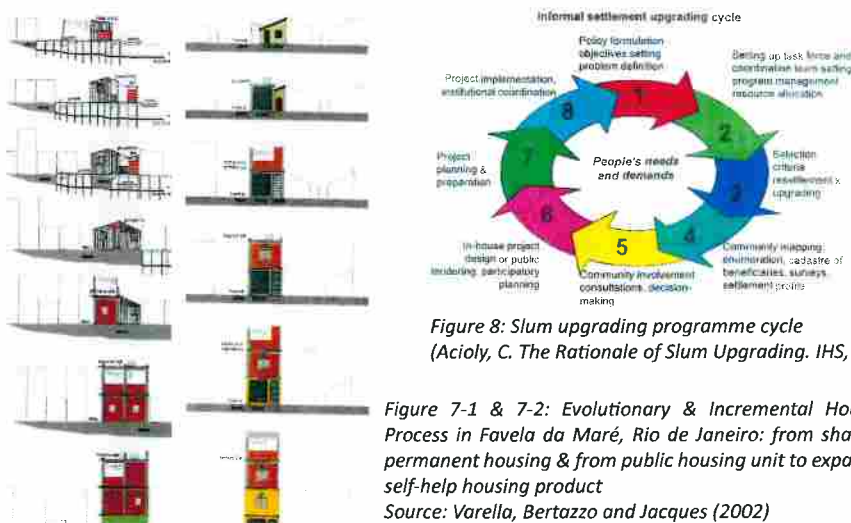 Informal settlement upgrading cycle
Policy formulation
objectives setting
problem definition
Setting up task force and
coordination team setting
program management
resource allocation
Project implementation,
institutional coordination
8
1
2
Project
planning &
preparation
7
People's needs
and demands
Selection
criteria
resettlement x
upgrading
3
6
5
4
In-house project
design or public
tendering, participatory
planning
Community involvement
consultations, decision-
making
Community mapping
enumeration, cadastre of
beneficiaries, surveys
settlement profile
Figure 8: Slum upgrading programme cycle
(Acioly, C. The Rationale of Slum Upgrading. IHS,
Figure 7-1 & 7-2: Evolutionary & Incremental Hou
Process in Favela da Maré, Rio de Janeiro: from sha
permanent housing & from public housing unit to expa
self-help housing product
Source: Varella, Bertazzo and Jacques (2002)